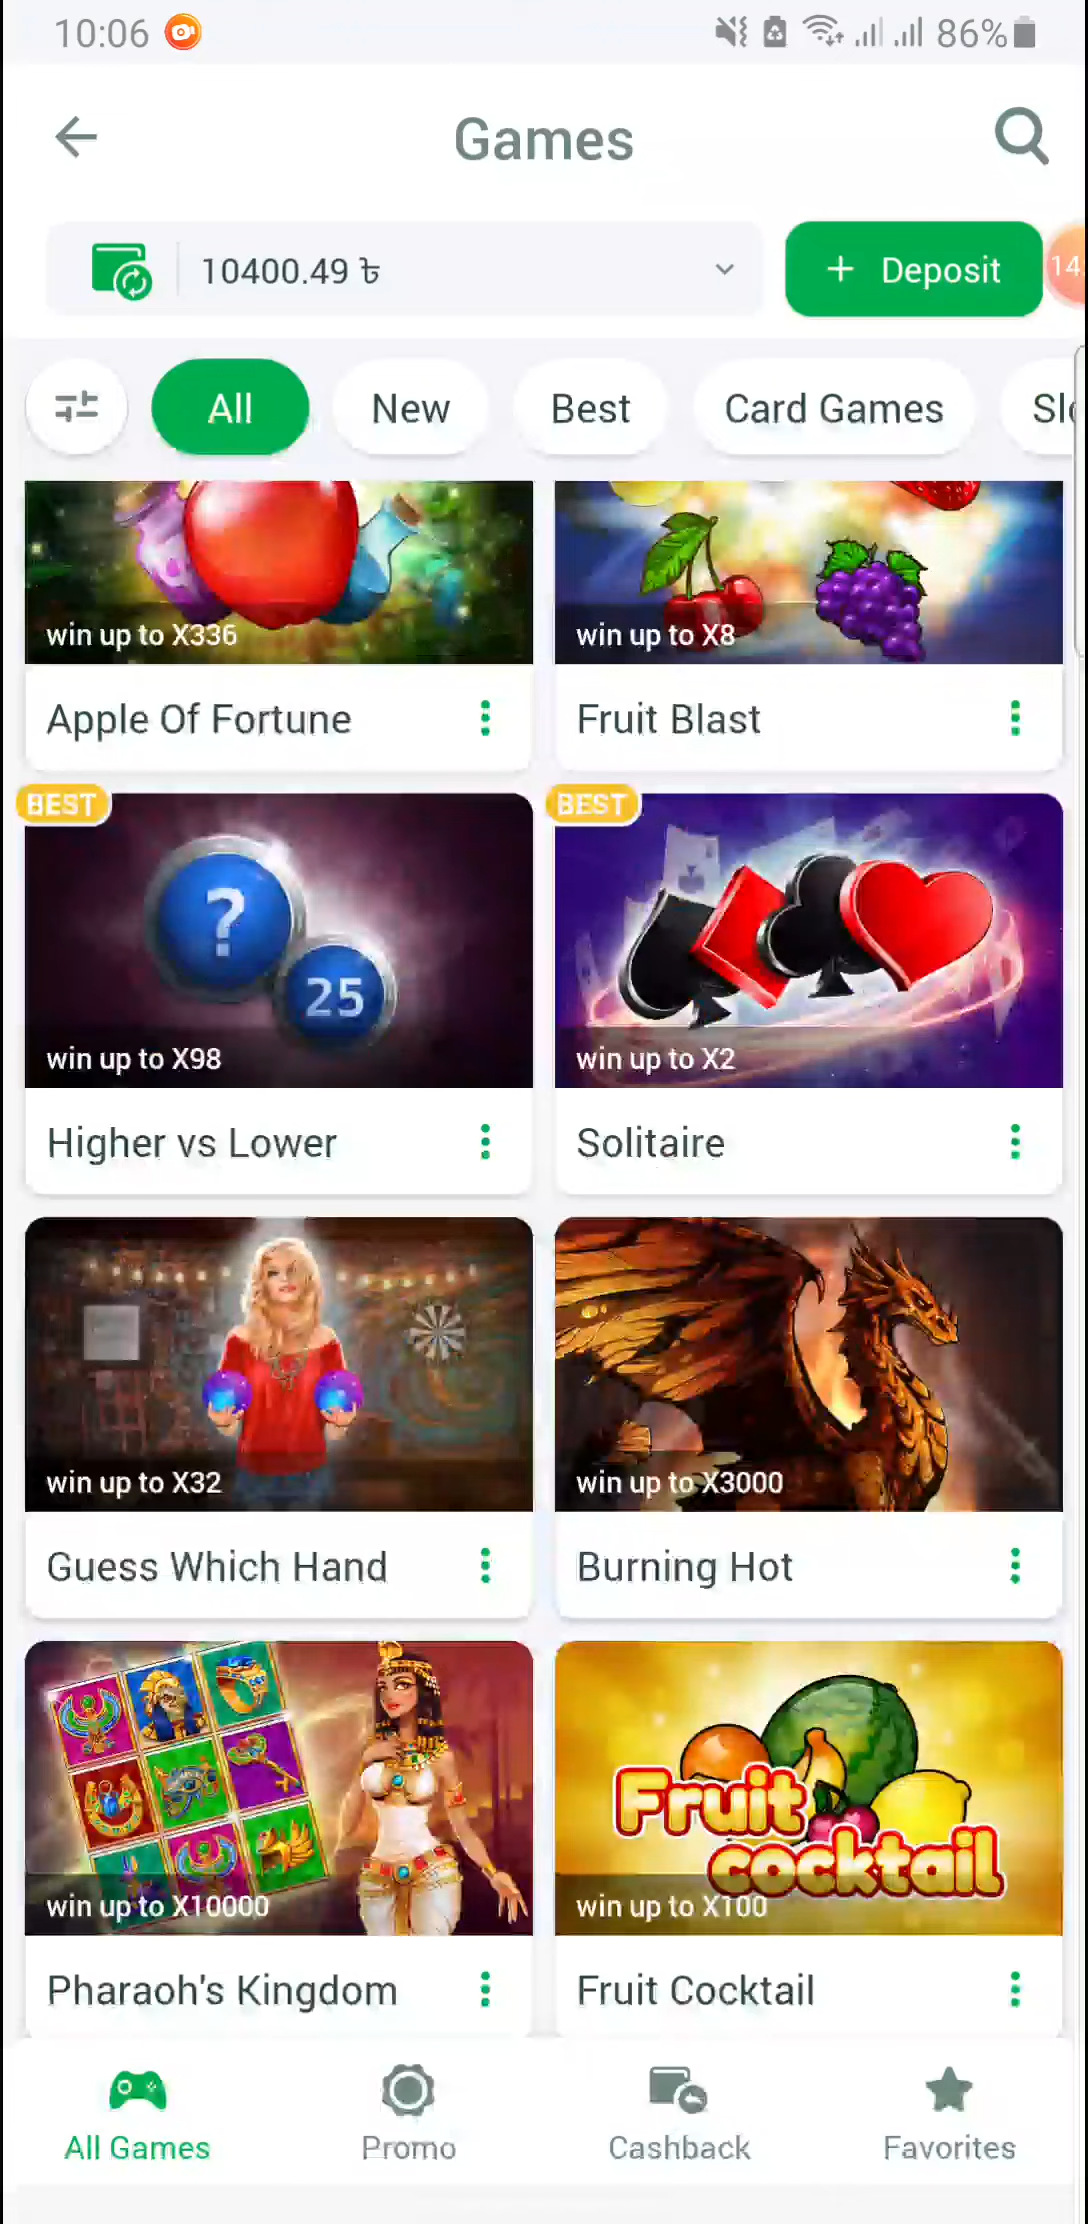 10:06
86%
Games
10400.49 ৳
+ Deposit
14
All
New
Best
Card Games
win up to X336
win up to X8
Apple Of Fortune
Fruit Blast
BEST
BEST
?
25
win up to X98
win up to X2
Higher vs Lower
Solitaire
win up to X32
win up to X3000
Guess Which Hand
Burning Hot
Fruit
cocktail
win up to X10000
win up to X100
Pharaoh's Kingdom
Fruit Cocktail
All Games
Promo
Cashback
Favorites